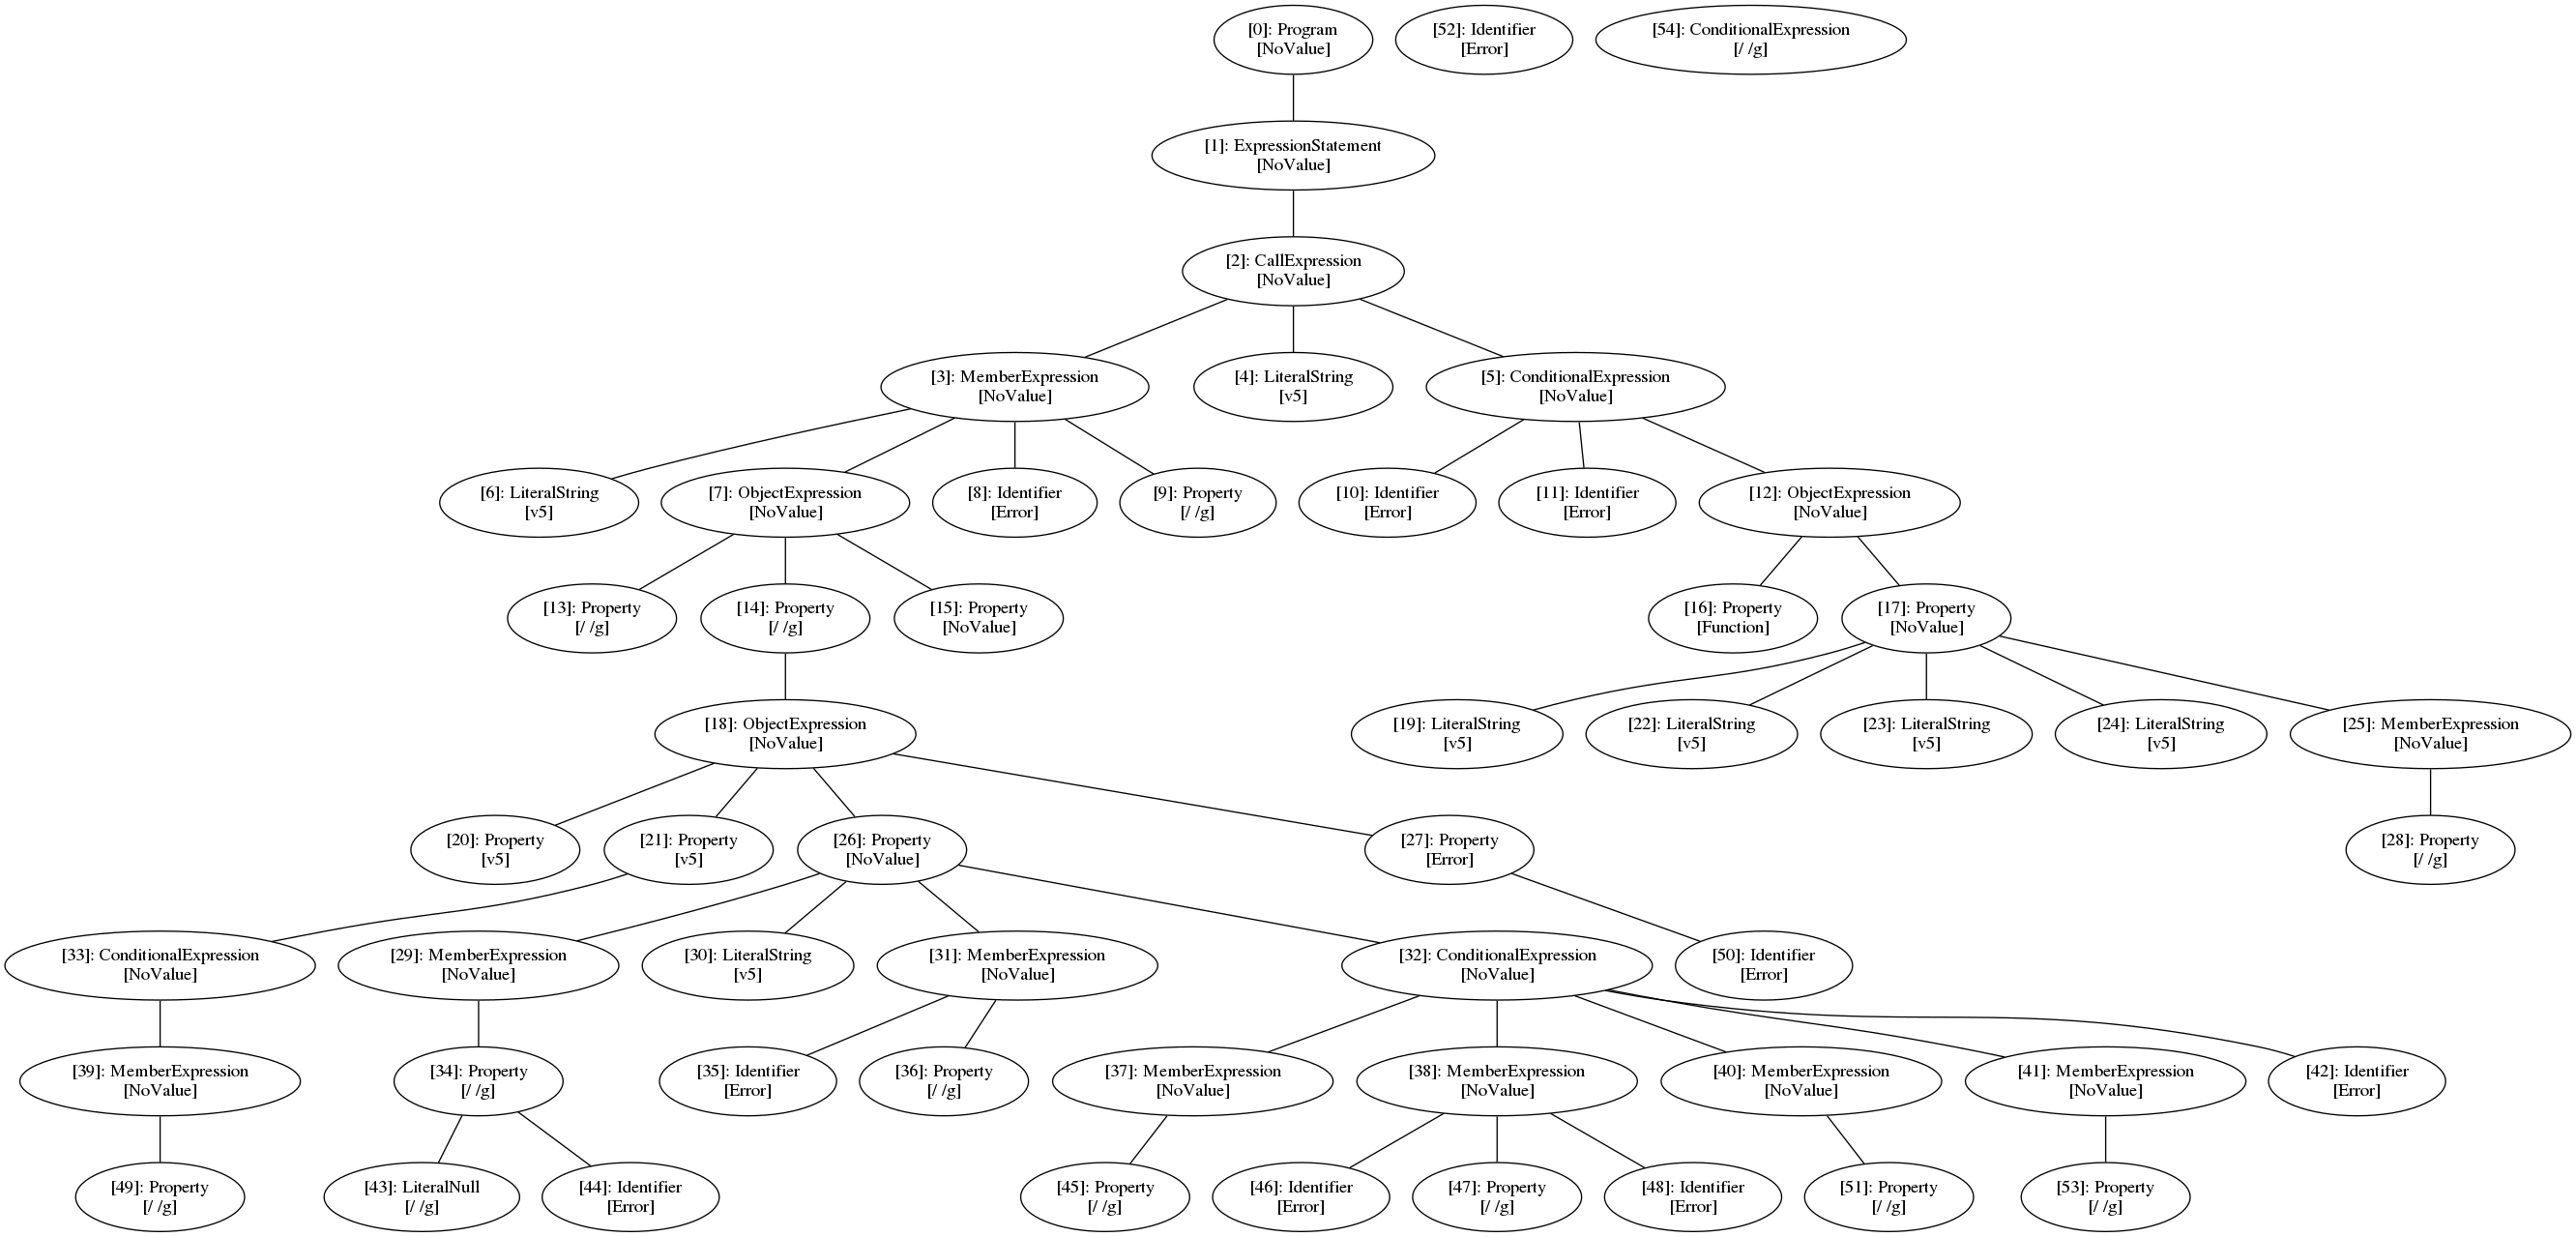 [0]: Program
[NoValue]
[52]: Identifier
[Error]
[54]: ConditionalExpression
[/ /g]
[1]: ExpressionStatement
[NoValue]
[2]: CallExpression
[NoValue]
[3]: MemberExpression
[NoValue]
[4]: LiteralString
[v5]
[5]: ConditionalExpression
[NoValue]
[6]: LiteralString
[v5]
[7]: ObjectExpression
[NoValue]
[8]: Identifier
[Error]
[9]: Property
[/ /g]
[10]: Identifier
[Error]
[11]: Identifier
[Error]
[12]: ObjectExpression
[NoValue]
[13]: Property
[/ /g]
[14]: Property
[/ /g]
[15]: Property
[NoValue]
[16]: Property
[Function]
[17]: Property
[NoValue]
[18]: ObjectExpression
[NoValue]
[19]: LiteralString
[v5]
[22]: LiteralString
[v5]
[23]: LiteralString
[v5]
[24]: LiteralString
[v5]
[25]: MemberExpression
[NoValue]
[20]: Property
[v5]
[21]: Property
[v5]
[26]: Property
[NoValue]
[27]: Property
[Error]
[28]: Property
[/ /g]
[33]: ConditionalExpression
[NoValue]
[29]: MemberExpression
[NoValue]
[30]: LiteralString
[v5]
[31]: MemberExpression
[NoValue]
[32]: ConditionalExpression
[NoValue]
[50]: Identifier
[Error]
[39]: MemberExpression
[NoValue]
[34]: Property
[/ /g]
[35]: Identifier
[Error]
[36]: Property
[/ /g]
[37]: MemberExpression
[NoValue]
[38]: MemberExpression
[NoValue]
[40]: MemberExpression
[NoValue]
[41]: MemberExpression
[NoValue]
[42]: Identifier
[Error]
[49]: Property
[/ /g]
[43]: LiteralNull
[/ /g]
[44]: Identifier
[Error]
[45]: Property
[/ /g]
[46]: Identifier
[Error]
[47]: Property
[/ /g]
[48]: Identifier
[Error]
[51]: Property
[/ /g]
[53]: Property
[/ /g]